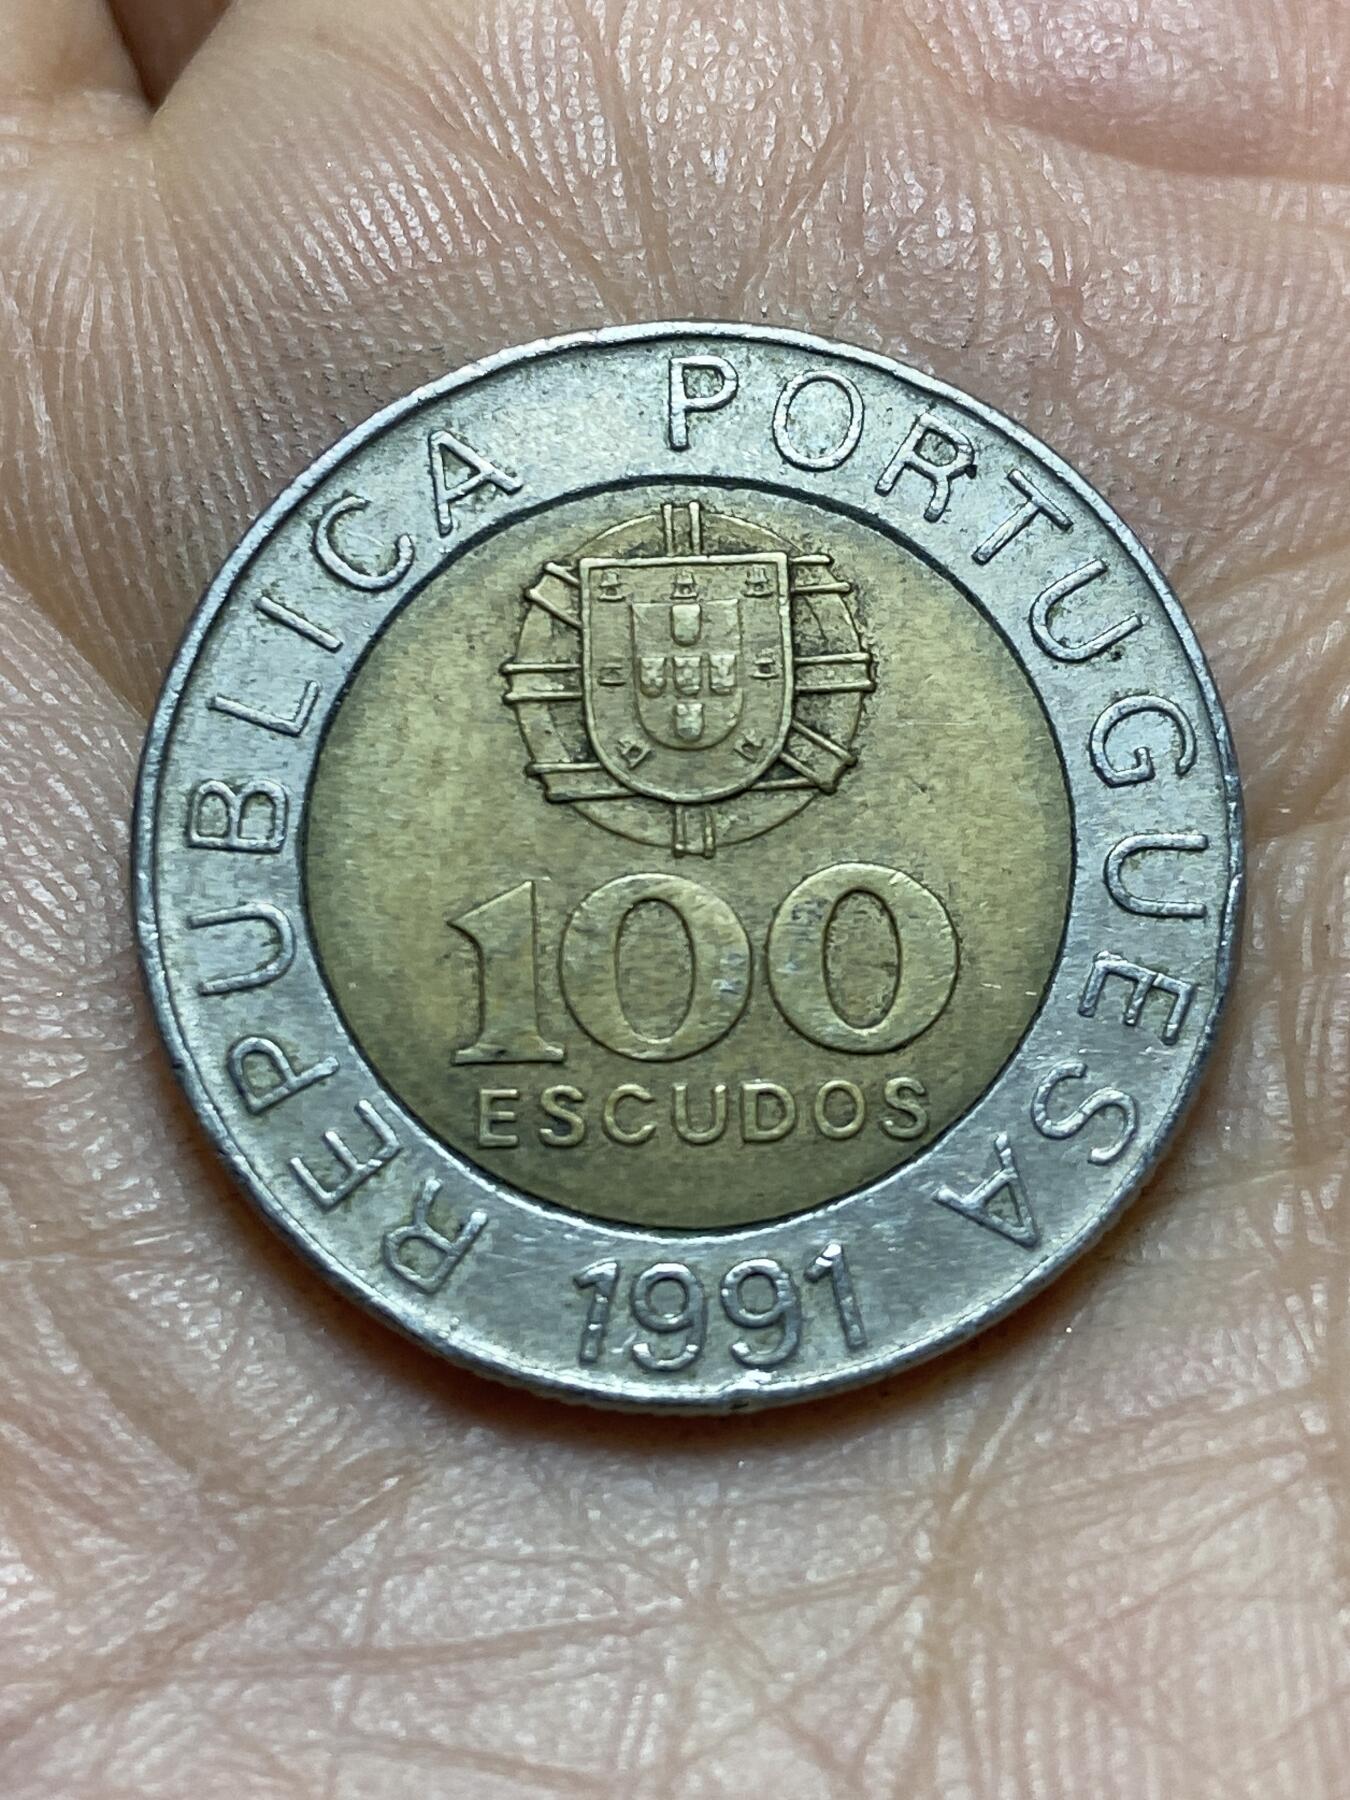 REPUBLICA PORTUGUESA
100
ESCUDOS
1991